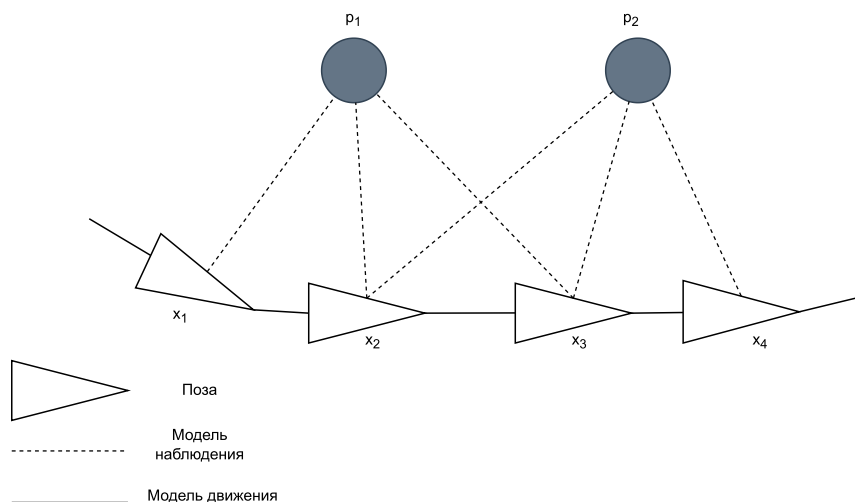 p1
p2
x1
x2
x3
x4
Поза
Модель
наблюдения
Модель движения